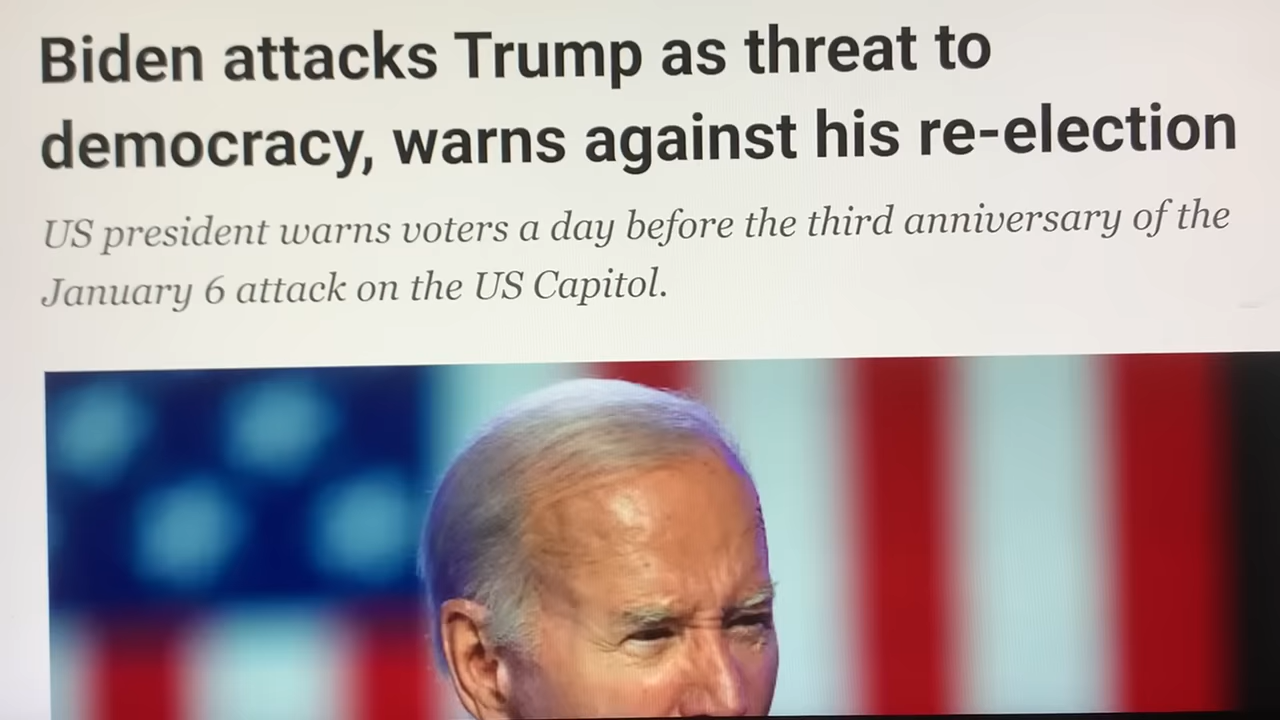 Biden attacks Trump as threat to
democracy, warns against his re-election
US president warns voters a day before the third anniversary of the
January 6 attack on the US Capitol.